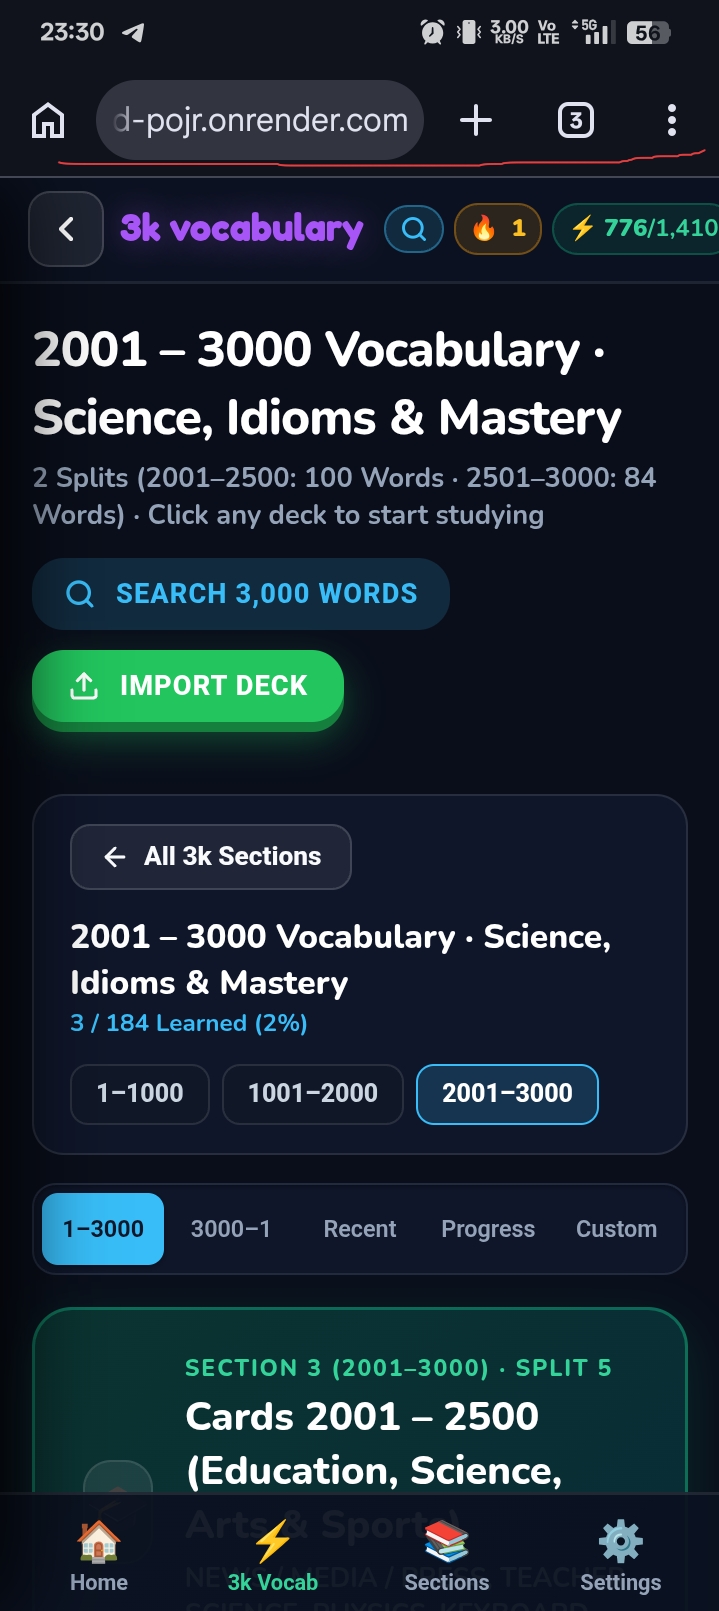 23:30
3.00 KB/S
Vo LTE
5G
56
d-pojr.onrender.com
3
3k vocabulary
1
776/1,410
2001 – 3000 Vocabulary ·
Science, Idioms & Mastery
2 Splits (2001–2500: 100 Words · 2501–3000: 84
Words) · Click any deck to start studying
SEARCH 3,000 WORDS
IMPORT DECK
All 3k Sections
2001 – 3000 Vocabulary · Science,
Idioms & Mastery
3 / 184 Learned (2%)
1–1000 1001–2000 2001–3000
1–3000 3000–1 Recent Progress Custom
SECTION 3 (2001–3000) · SPLIT 5
Cards 2001 – 2500
(Education, Science,
Arts & Sports)
Home 3k Vocab Sections Settings